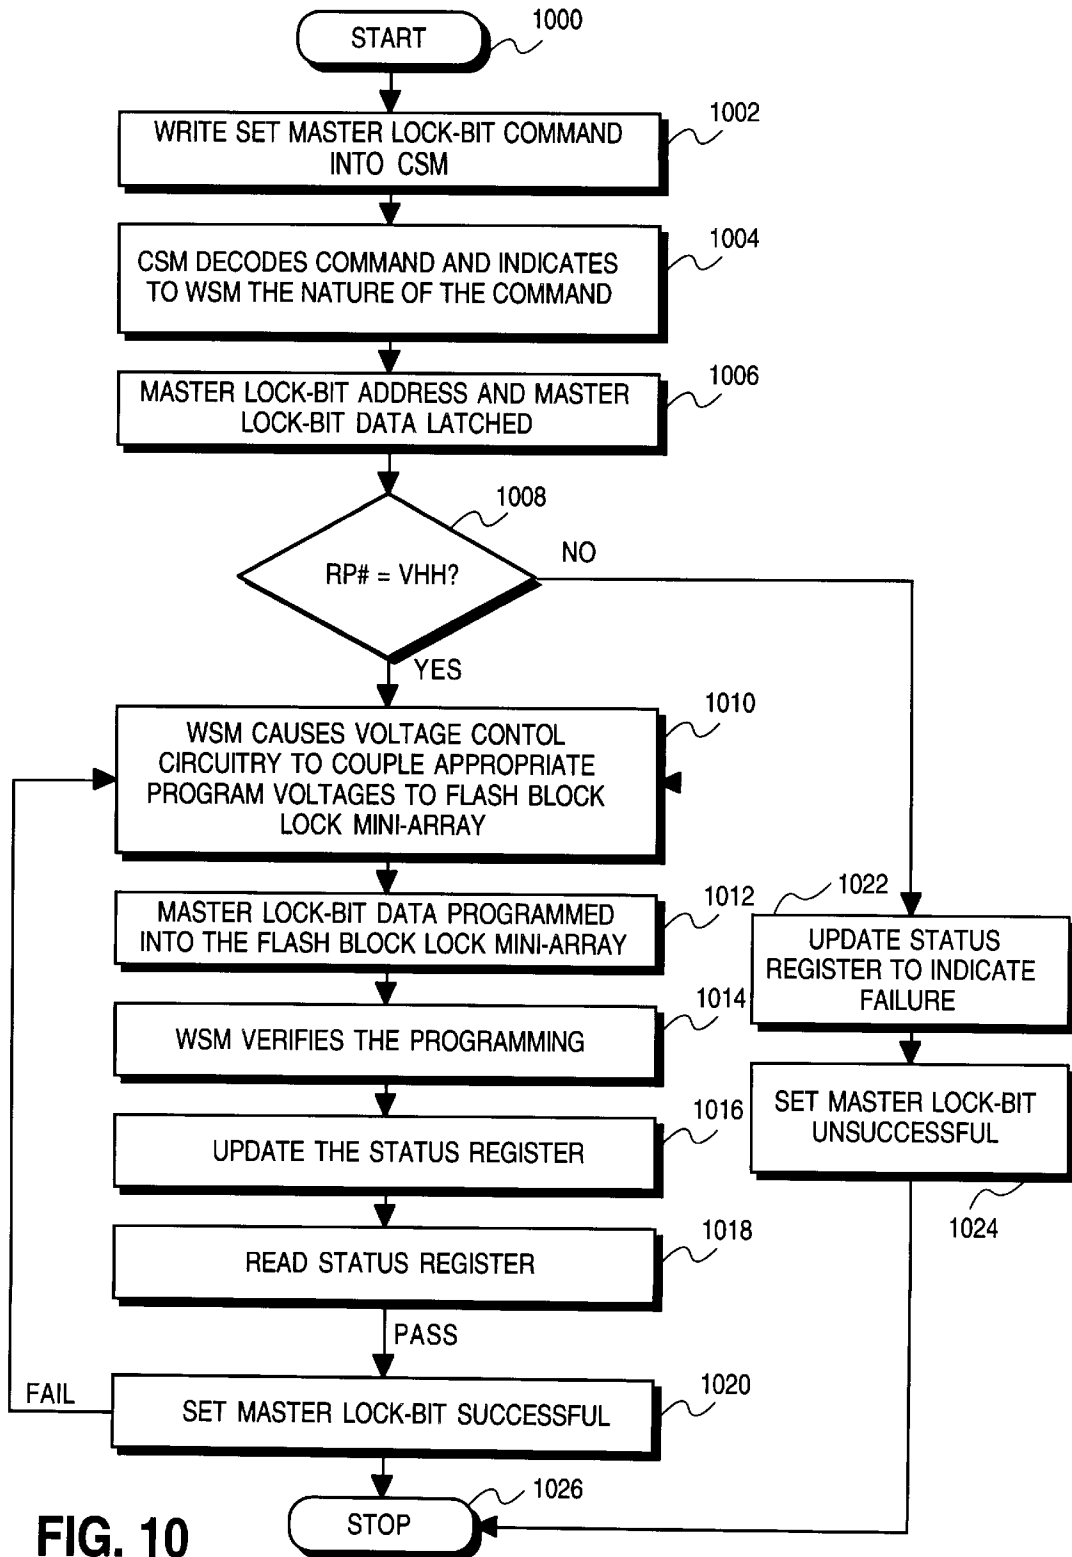 START
1000
WRITE SET MASTER LOCK-BIT COMMAND
INTO CSM
1002
CSM DECODES COMMAND AND INDICATES
TO WSM THE NATURE OF THE COMMAND
1004
MASTER LOCK-BIT ADDRESS AND MASTER
LOCK-BIT DATA LATCHED
1006
RP# = VHH?
1008
NO
YES
WSM CAUSES VOLTAGE CONTOL
CIRCUITRY TO COUPLE APPROPRIATE
PROGRAM VOLTAGES TO FLASH BLOCK
LOCK MINI-ARRAY
1010
MASTER LOCK-BIT DATA PROGRAMMED
INTO THE FLASH BLOCK LOCK MINI-ARRAY
1012
WSM VERIFIES THE PROGRAMMING
1014
UPDATE THE STATUS REGISTER
1016
READ STATUS REGISTER
1018
PASS
FAIL
SET MASTER LOCK-BIT SUCCESSFUL
1020
1022
UPDATE STATUS
REGISTER TO INDICATE
FAILURE
SET MASTER LOCK-BIT
UNSUCCESSFUL
1024
STOP
1026
FIG. 10